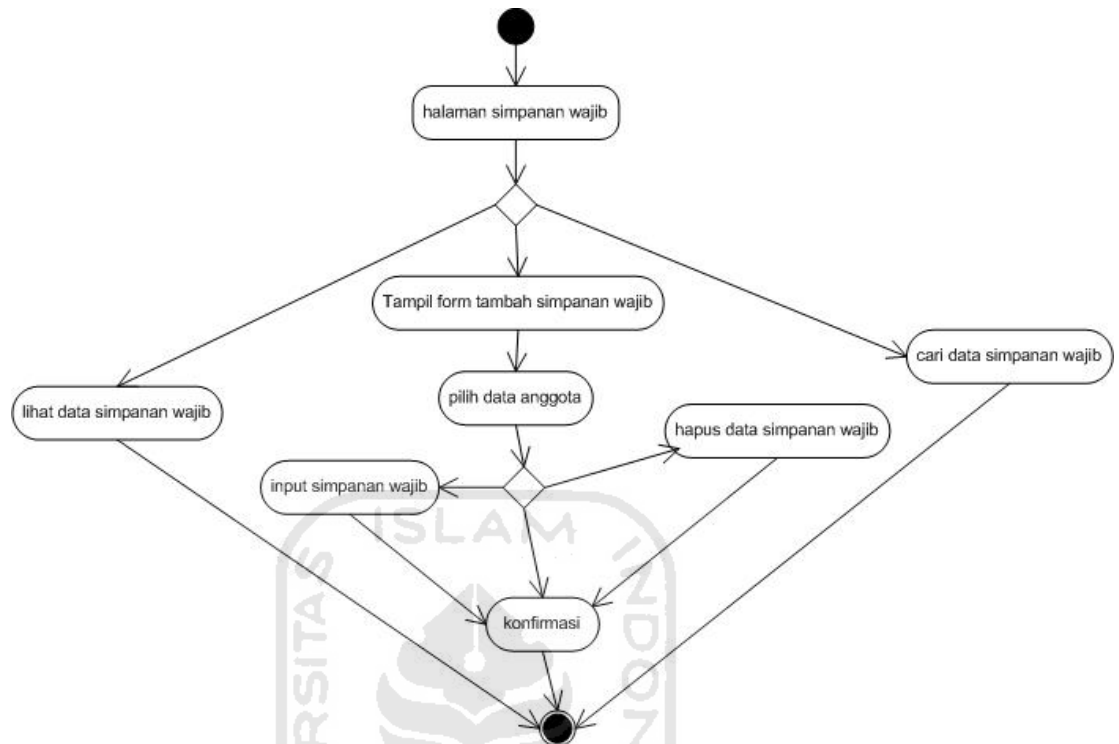 halaman simpanan wajib
Tampil form tambah simpanan wajib
cari data simpanan wajib
lihat data simpanan wajib
pilih data anggota
hapus data simpanan wajib
input simpanan wajib
konfirmasi
ISLAM